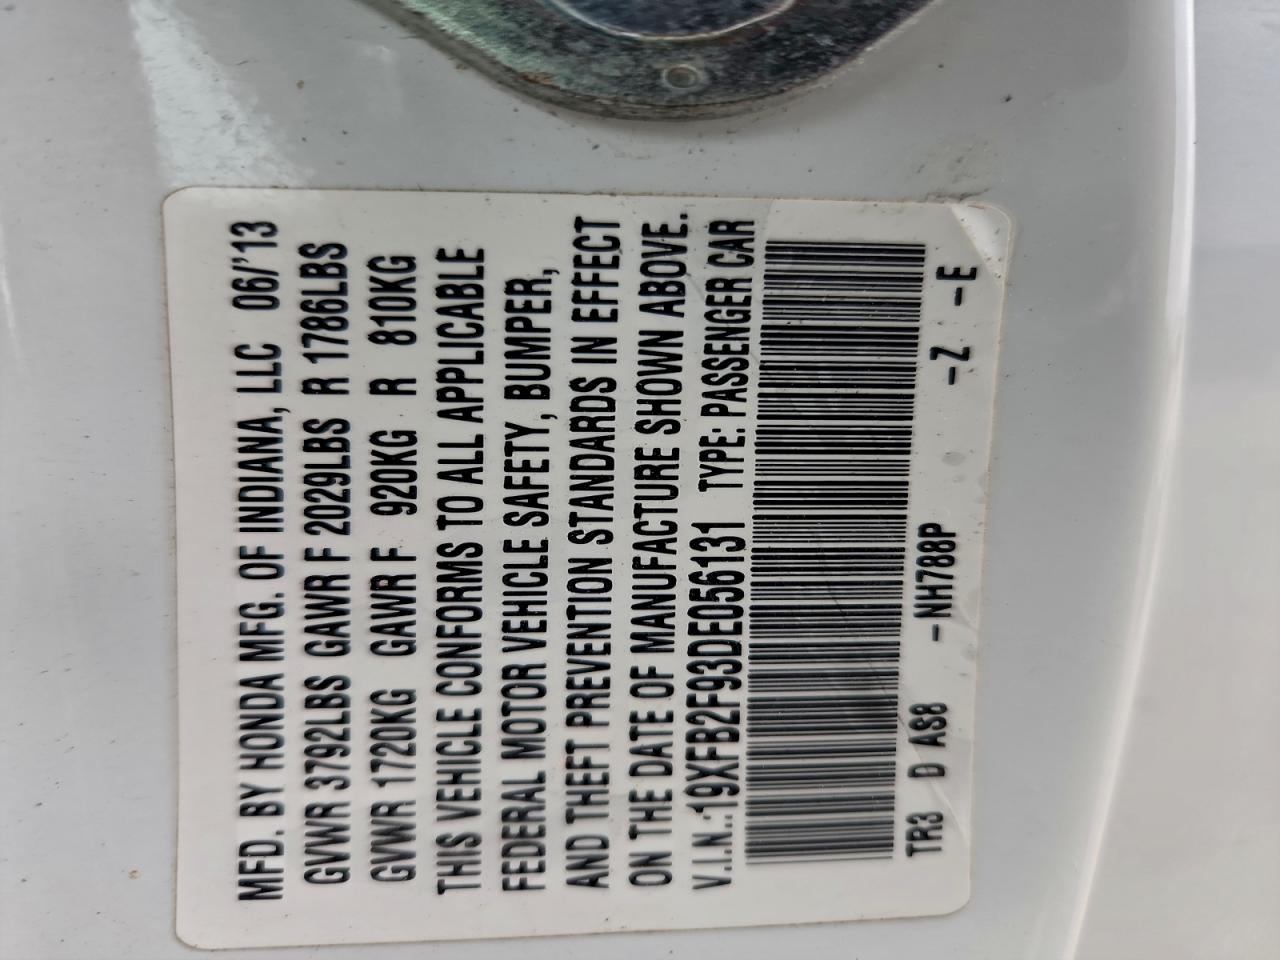 MFD. BY HONDA MFG. OF INDIANA, LLC 06/'13
GVWR 3792LBS GAWR F 2029LBS R 1786LBS
GVWR 1720KG GAWR F 920KG R 810KG
THIS VEHICLE CONFORMS TO ALL APPLICABLE
FEDERAL MOTOR VEHICLE SAFETY, BUMPER,
AND THEFT PREVENTION STANDARDS IN EFFECT
ON THE DATE OF MANUFACTURE SHOWN ABOVE.
V.I.N.:19XFB2F93DE056131 TYPE: PASSENGER CAR
TR3 D AS8 -NH788P -Z -E